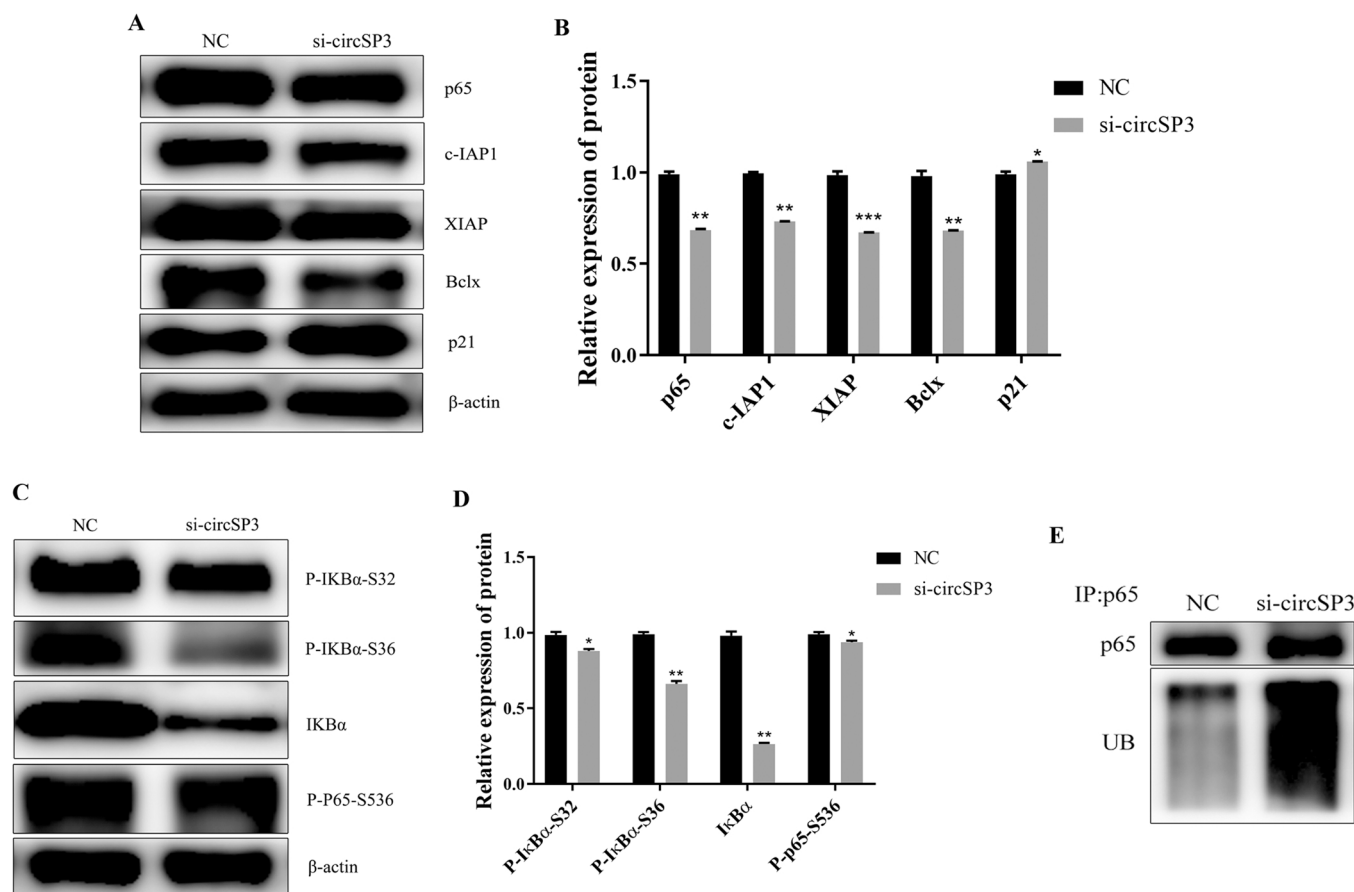 A
NC si-circSP3
p65
c-IAP1
XIAP
Bclx
p21
β-actin
B
Relative expression of protein
1.5
1.0
0.5
0.0
NC
si-circSP3
** ** *** ** *
p65 c-IAP1 XIAP Bclx p21
C
NC si-circSP3
P-IKBα-S32
P-IKBα-S36
IKBα
P-P65-S536
β-actin
D
Relative expression of protein
1.5
1.0
0.5
0.0
NC
si-circSP3
* ** ** *
P-IκBα-S32 P-IκBα-S36 IκBα P-p65-S536
E
IP:p65 NC si-circSP3
p65
UB